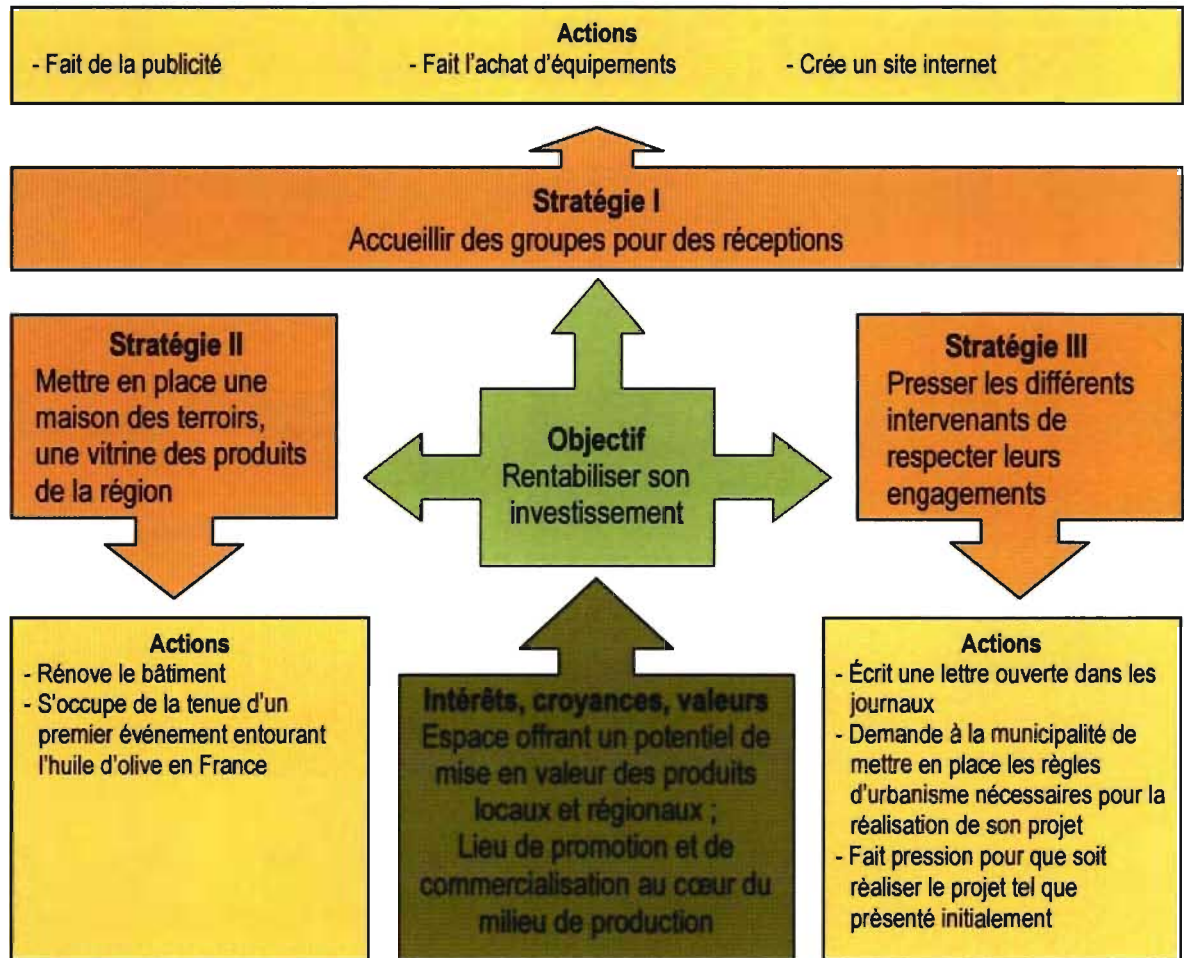 Actions
- Fait de la publicité - Fait l'achat d'équipements - Crée un site internet
Stratégie I
Accueillir des groupes pour des réceptions
Stratégie II
Mettre en place une
maison des terroirs,
une vitrine des produits
de la région
Objectif
Rentabiliser son
investissement
Stratégie III
Presser les différents
intervenants de
respecter leurs
engagements
Actions
- Rénove le bâtiment
- S'occupe de la tenue d'un
premier événement entourant
l'huile d'olive en France
Intérêts, croyances, valeurs
Espace offrant un potentiel de
mise en valeur des produits
locaux et régionaux ;
Lieu de promotion et de
commercialisation au cœur du
milieu de production
Actions
- Écrit une lettre ouverte dans les
journaux
- Demande à la municipalité de
mettre en place les règles
d'urbanisme nécessaires pour la
réalisation de son projet
- Fait pression pour que soit
rèaliser le projet tel que
prèsenté initialement